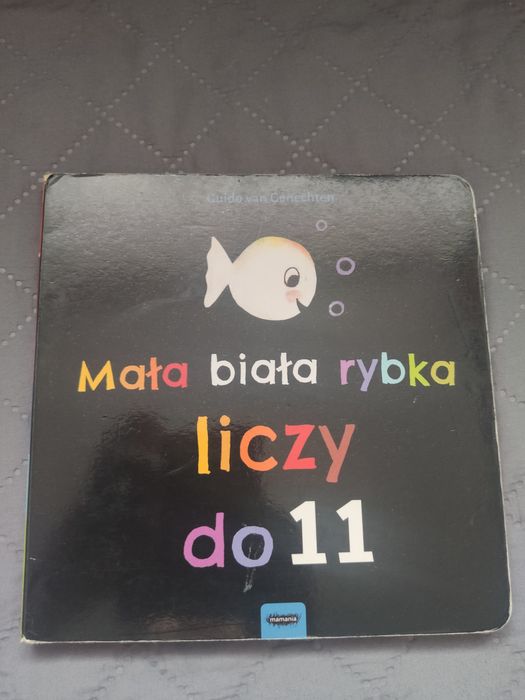 Guido van Genechten
Mała biała rybka
liczy
do 11
mamania